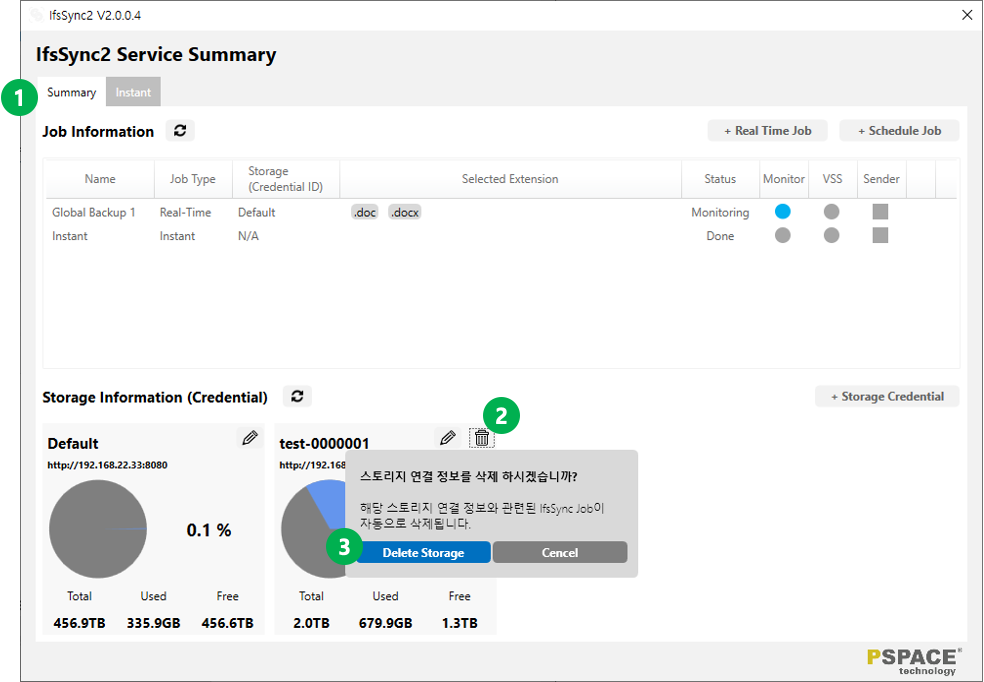 IfsSync2 V2.0.0.4
IfsSync2 Service Summary
1
Summary
Instant
Job Information
+ Real Time Job
+ Schedule Job
Name
Job Type
Storage
(Credential ID)
Selected Extension
Status
Monitor
VSS
Sender
Global Backup 1
Real-Time
Default
.doc
.docx
Monitoring
Instant
Instant
N/A
Done
Storage Information (Credential)
+ Storage Credential
2
Default
http://192.168.22.33:8080
0.1 %
Total
Used
Free
456.9TB
335.9GB
456.6TB
test-0000001
http://192.168
스토리지 연결 정보를 삭제 하시겠습니까?
해당 스토리지 연결 정보와 관련된 IfsSync Job이
자동으로 삭제됩니다.
3
Delete Storage
Cancel
Total
Used
Free
2.0TB
679.9GB
1.3TB
PSPACE®
technology